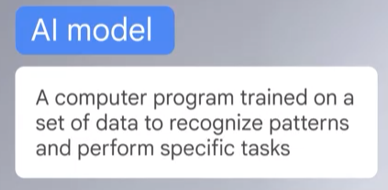 AI model
A computer program trained on a
set of data to recognize patterns
and perform specific tasks